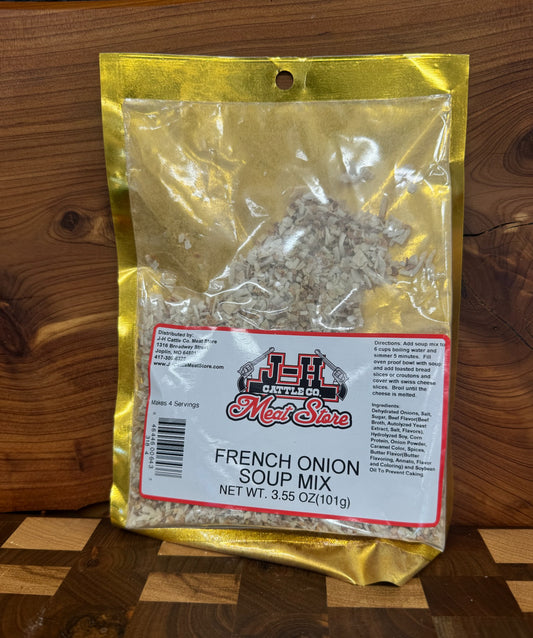 Distributed by:
J-H Cattle Co. Meat Store
1316 Broadway Street
Joplin, MO 64801
Makes 4 Servings
J-H
CATTLE CO.
Meat Store
FRENCH ONION
SOUP MIX
NET WT. 3.55 OZ(101g)
Directions: Add soup mix to
6 cups boiling water and
simmer 5 minutes. Fill
oven proof bowl with soup
and add toasted bread
slices or croutons and
cover with swiss cheese
slices. Broil until the
cheese is melted.
Ingredients:
Dehydrated Onions, Salt,
Sugar, Beef Flavor(Beef
Broth, Autolyzed Yeast
Extract, Salt, Flavors),
Hydrolyzed Soy, Corn
Protein, Onion Powder,
Caramel Color, Spices,
Butter Flavor(Butter
Flavoring, Annato, Flavor
and Coloring) and Soybean
Oil To Prevent Caking.